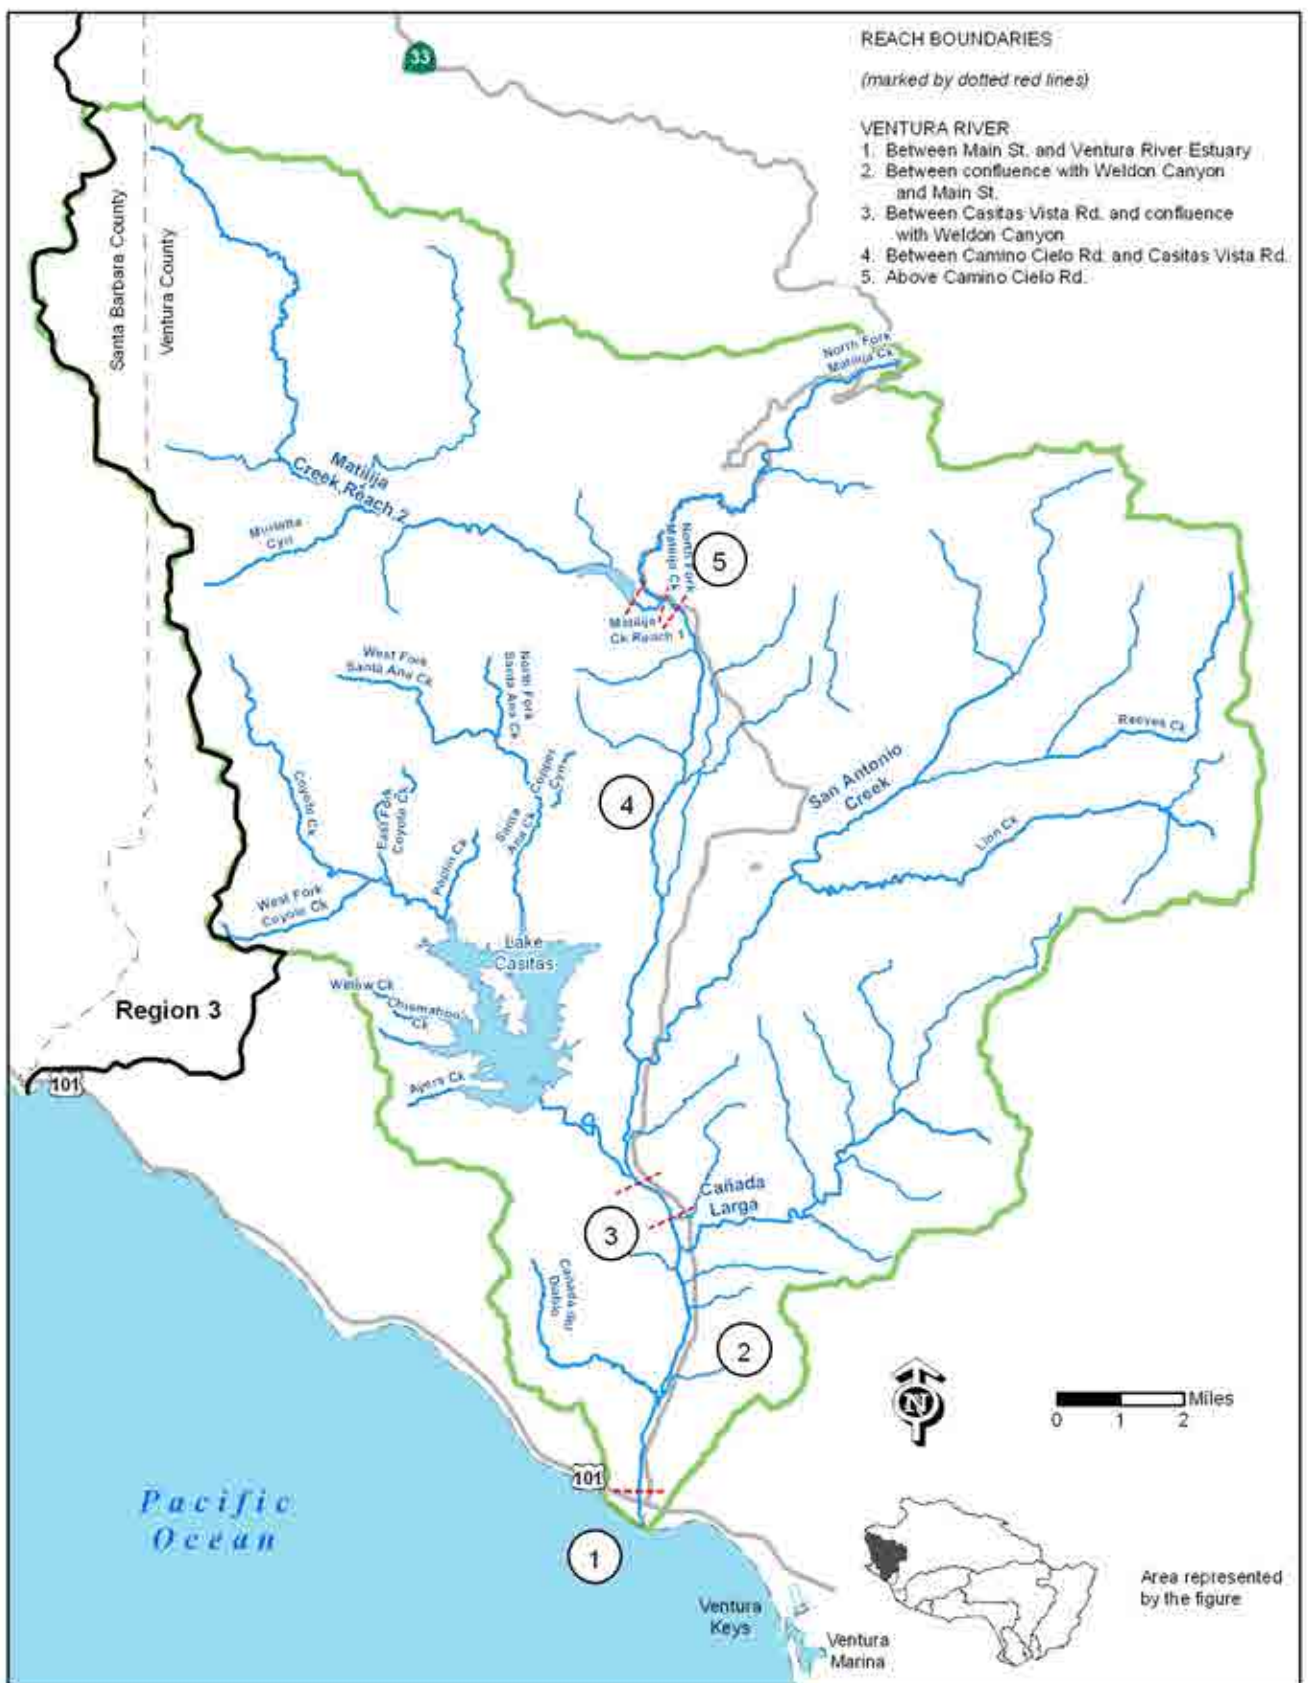 33
REACH BOUNDARIES
(marked by dotted red lines)
VENTURA RIVER
1. Between Main St. and Ventura River Estuary
2. Between confluence with Weldon Canyon
and Main St.
3. Between Casitas Vista Rd. and confluence
with Weldon Canyon
4. Between Camino Cielo Rd. and Casitas Vista Rd.
5. Above Camino Cielo Rd.
Santa Barbara County
Ventura County
North Fork
Matilija Ck
Matilija
Creek, Reach 2
Murietta
Cyn
North Fork
Matilija Ck
5
Matilija
Ck Reach 1
West Fork
Santa Ana Ck
North Fork
Santa Ana Ck
Reeves Ck
San Antonio
Creek
Coyote Ck
East Fork
Coyote Ck
Copper
Cyn
Santa
Ana Ck
4
Lion Ck
Poplin Ck
West Fork
Coyote Ck
Lake
Casitas
Willow Ck
Chismahoo
Ck
Region 3
Ayers Ck
101
Cañada
Larga
3
Cañada del
Diablo
2
N
Miles
0 1 2
101
Pacific
Ocean
1
Area represented
by the figure
Ventura
Keys
Ventura
Marina